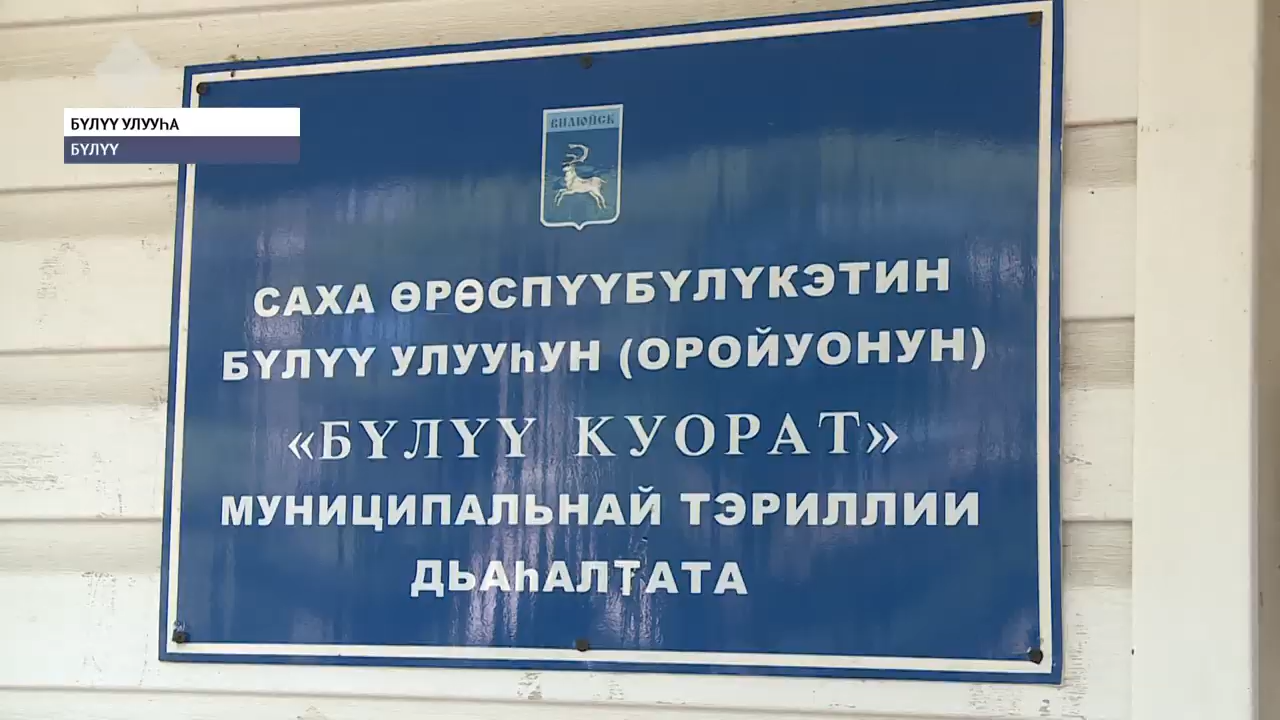 БҮЛҮҮ УЛУУҺА
БҮЛҮҮ
ВИЛЮЙСК
САХА ӨРӨСПҮҮБҮЛҮКЭТИН
БҮЛҮҮ УЛУУҺУН (ОРОЙУОНУН)
«БҮЛҮҮ КУОРАТ»
МУНИЦИПАЛЬНАЙ ТЭРИЛЛИИ
ДЬАҺАЛТАТА